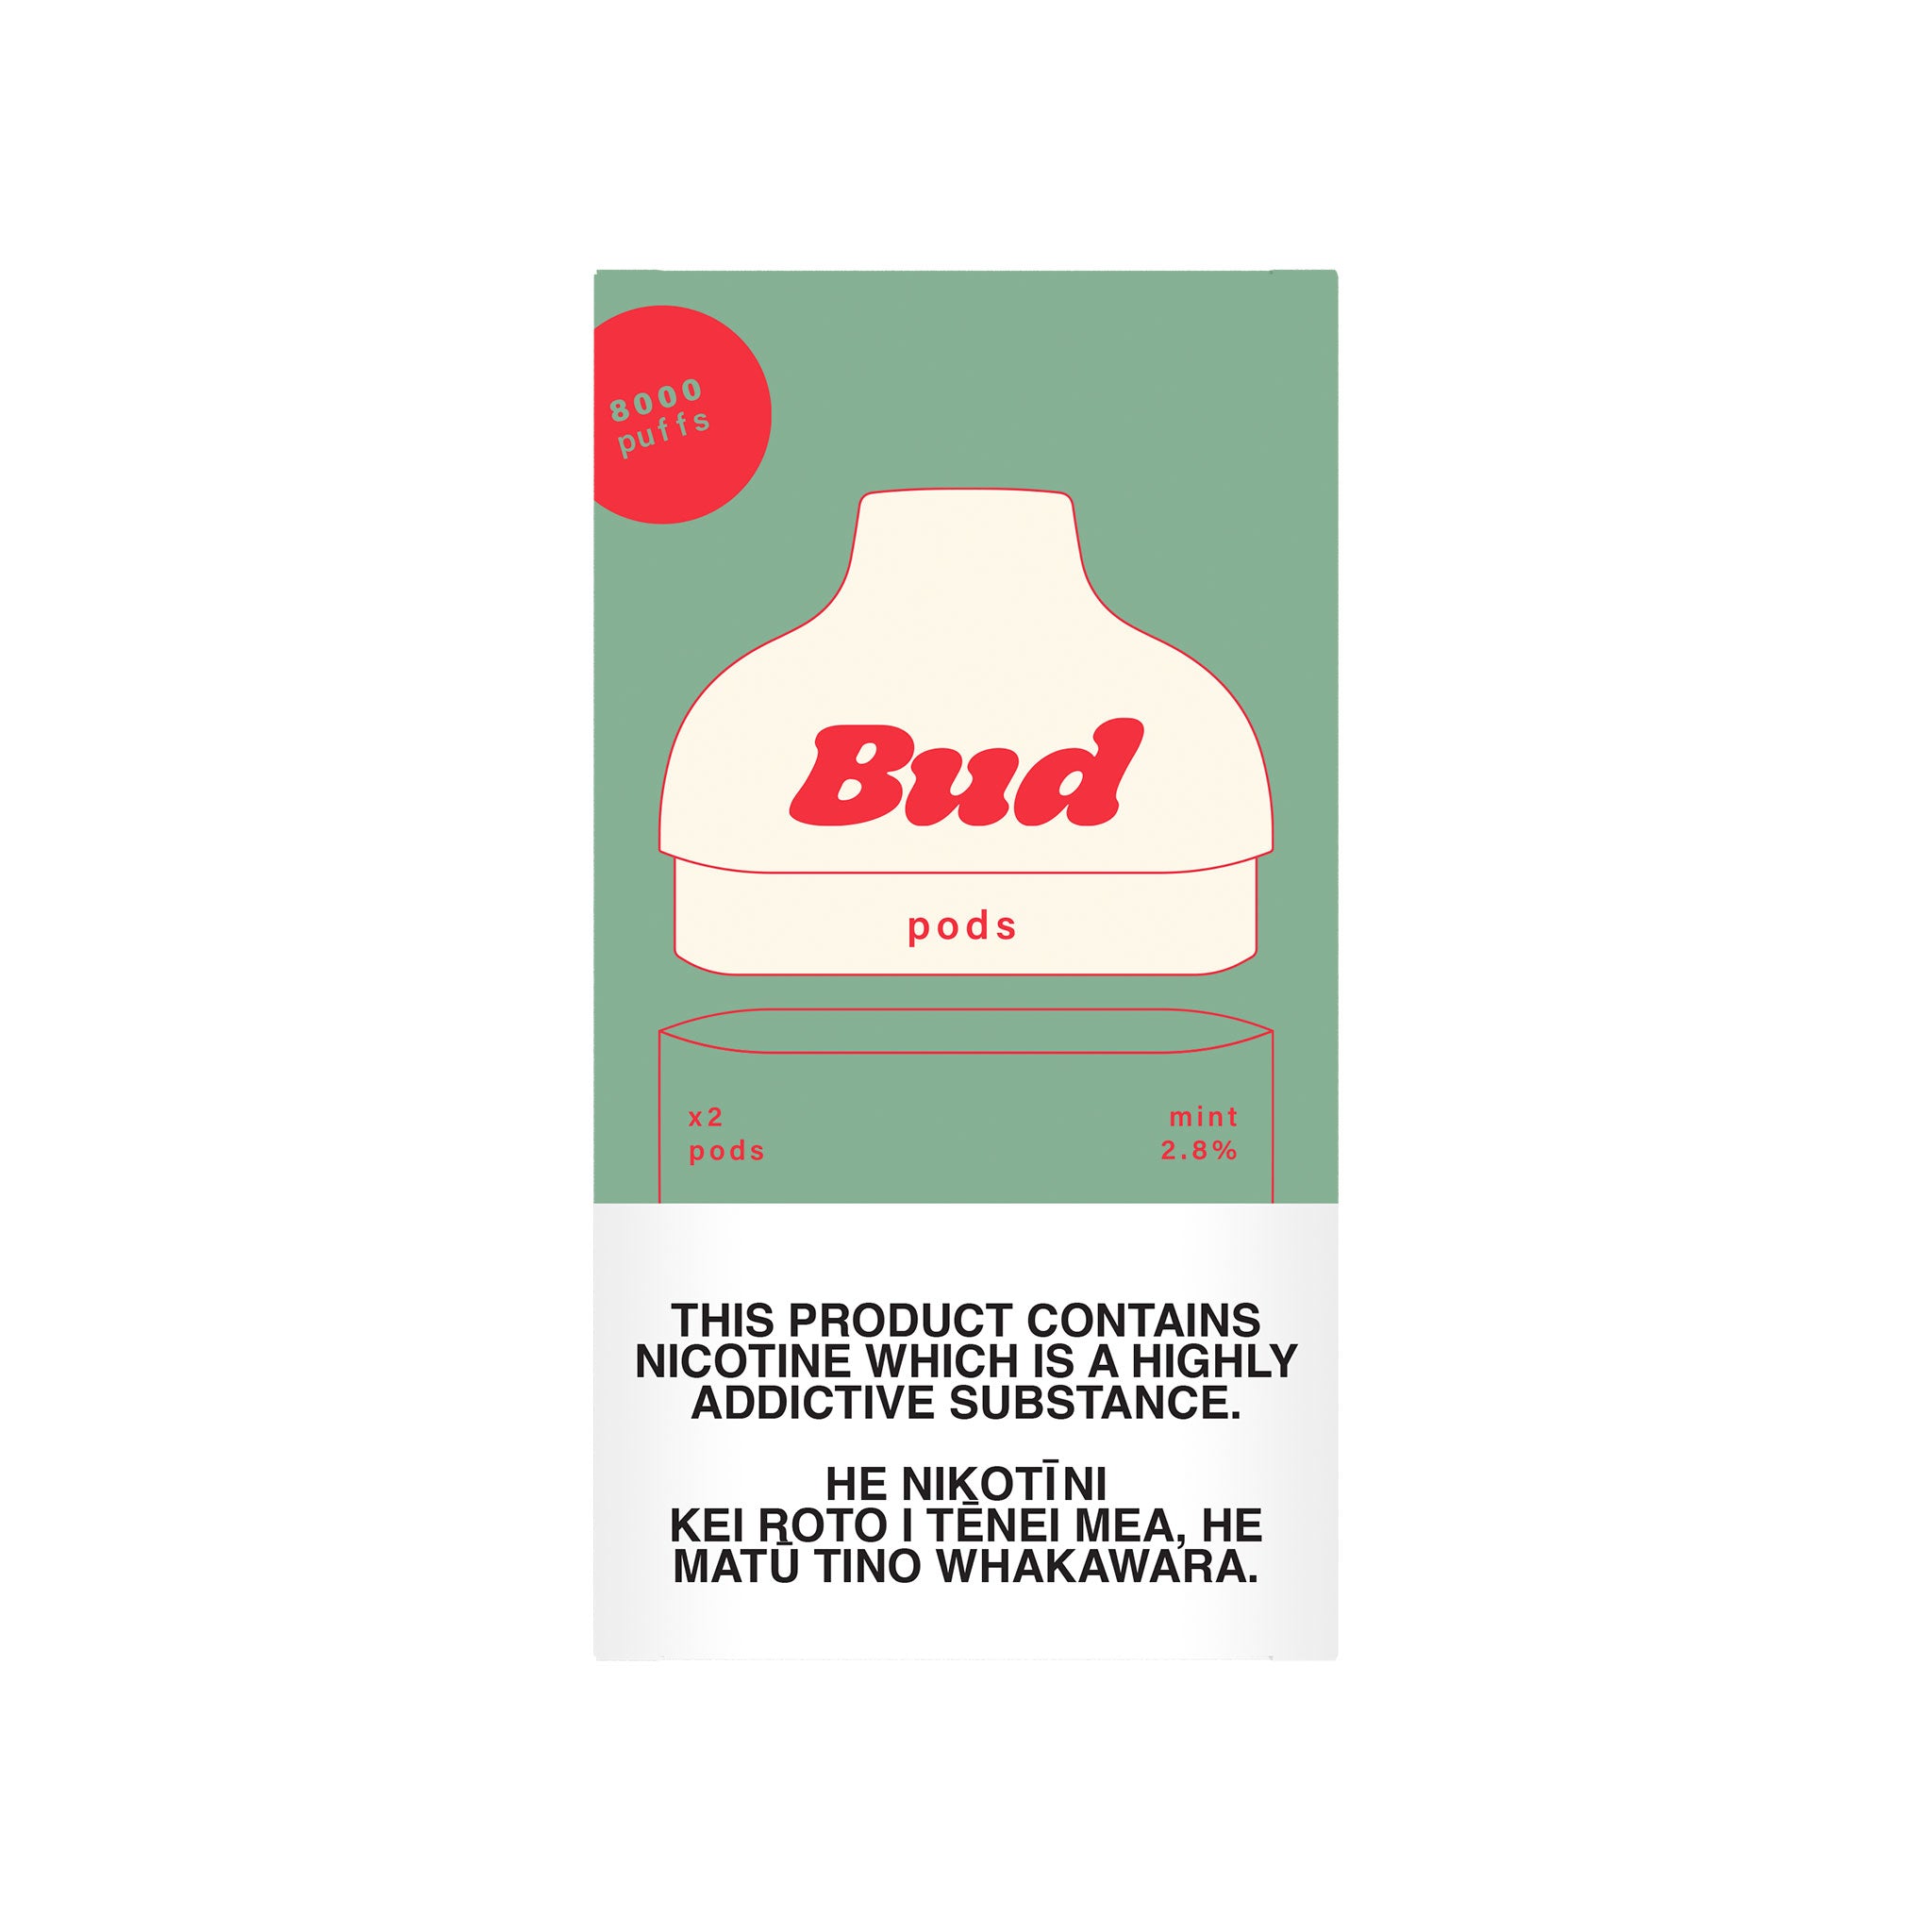 8000
puffs
Bud
pods
x2
pods
mint
2.8%
THIS PRODUCT CONTAINS
NICOTINE WHICH IS A HIGHLY
ADDICTIVE SUBSTANCE.
HE NIKOTĪNI
KEI ROTO I TĒNEI MEA, HE
MATŪ TINO WHAKAWARA.